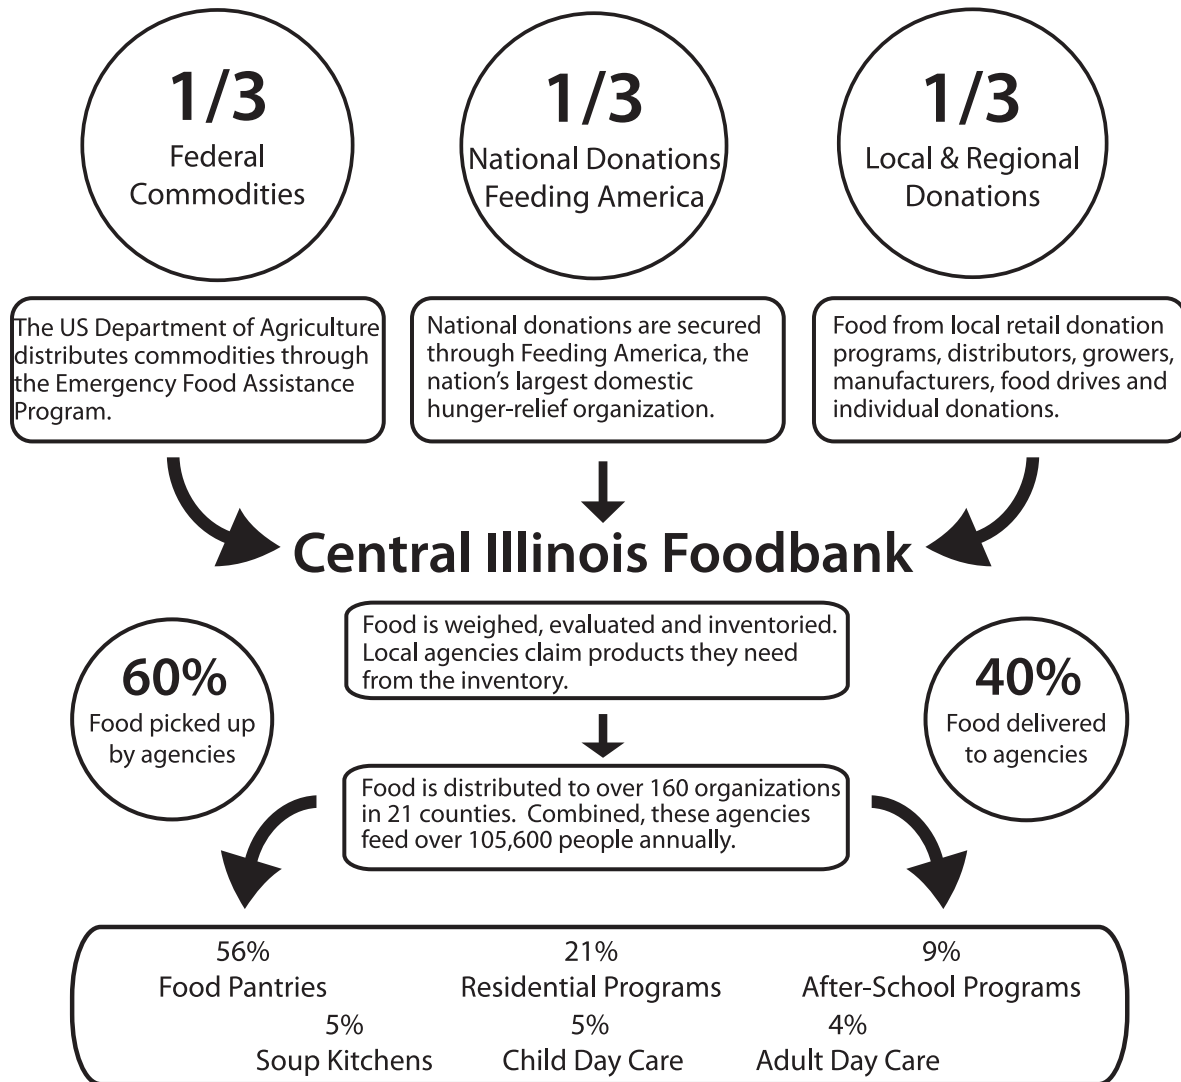 1/3
Federal
Commodities
1/3
National Donations
Feeding America
1/3
Local & Regional
Donations
The US Department of Agriculture
distributes commodities through
the Emergency Food Assistance
Program.
National donations are secured
through Feeding America, the
nation's largest domestic
hunger-relief organization.
Food from local retail donation
programs, distributors, growers,
manufacturers, food drives and
individual donations.
Central Illinois Foodbank
60%
Food picked up
by agencies
Food is weighed, evaluated and inventoried.
Local agencies claim products they need
from the inventory.
40%
Food delivered
to agencies
Food is distributed to over 160 organizations
in 21 counties.  Combined, these agencies
feed over 105,600 people annually.
56%
Food Pantries
21%
Residential Programs
9%
After-School Programs
5%
Soup Kitchens
5%
Child Day Care
4%
Adult Day Care